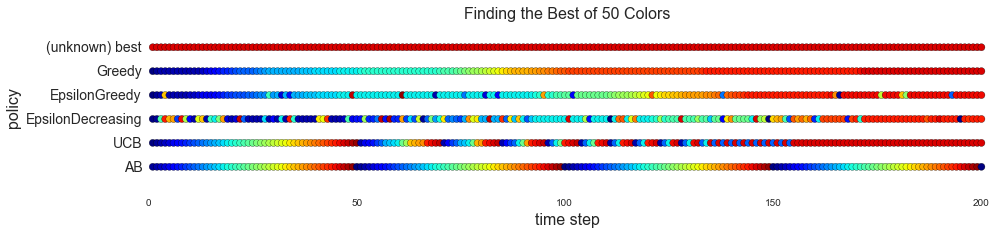 Finding the Best of 50 Colors
policy
(unknown) best
Greedy
EpsilonGreedy
EpsilonDecreasing
UCB
AB
0 50 100 150 200
time step